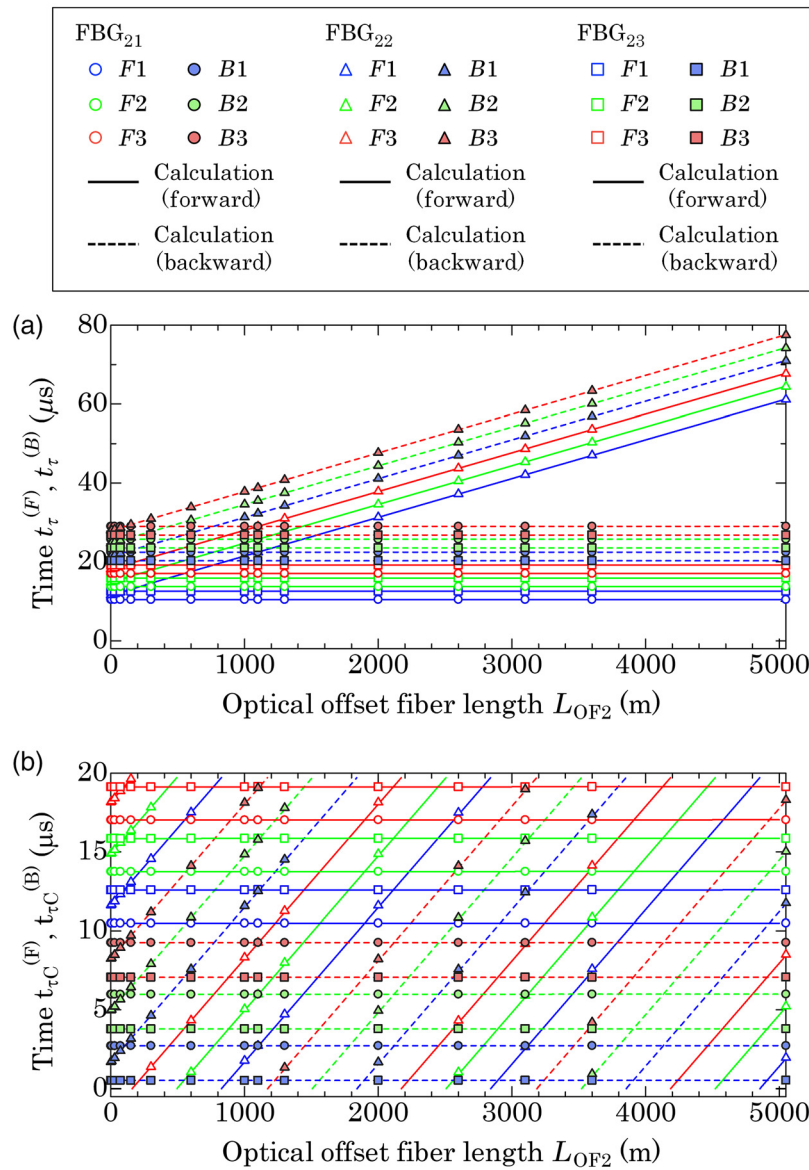 FBG21 FBG22 FBG23
F1 B1 F1 B1 F1 B1
F2 B2 F2 B2 F2 B2
F3 B3 F3 B3 F3 B3
Calculation (forward) Calculation (forward) Calculation (forward)
Calculation (backward) Calculation (backward) Calculation (backward)
(a)
80
60
40
20
0
Time tτ(F), tτ(B) (μs)
0 1000 2000 3000 4000 5000
Optical offset fiber length LOF2 (m)
(b)
20
15
10
5
0
Time tτC(F), tτC(B) (μs)
0 1000 2000 3000 4000 5000
Optical offset fiber length LOF2 (m)